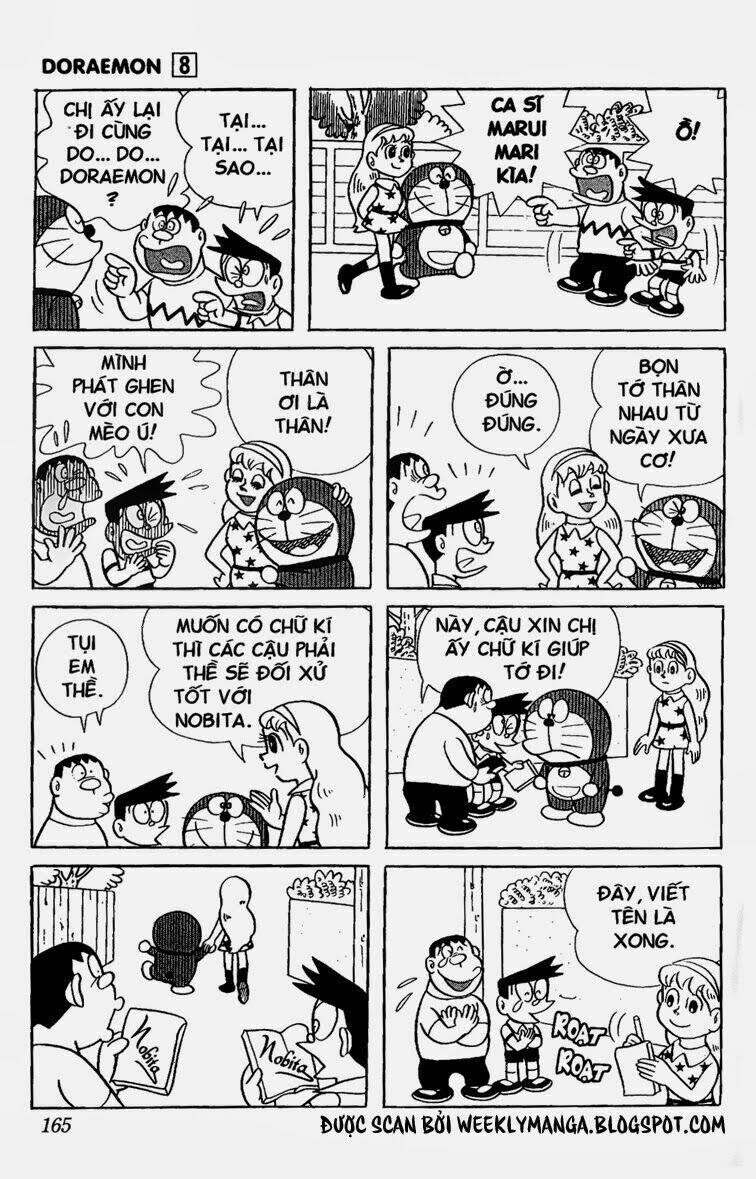 DORAEMON 8
Ồ!
CA SĨ
MARUI
MARI
KÌA!
TẠI...
TẠI... TẠI
SAO...
CHỊ ẤY LẠI
ĐI CÙNG
DO... DO...
DORAEMON
?
BỌN
TỚ THÂN
NHAU TỪ
NGÀY XƯA
CƠ!
Ờ...
ĐÚNG
ĐÚNG.
THÂN
ƠI LÀ
THÂN!
MÌNH
PHÁT GHEN
VỚI CON
MÈO Ú!
NÀY, CẬU XIN CHỊ
ẤY CHỮ KÍ GIÚP
TỚ ĐI!
MUỐN CÓ CHỮ KÍ
THÌ CÁC CẬU PHẢI
THỀ SẼ ĐỐI XỬ
TỐT VỚI
NOBITA.
TỤI
EM
THỀ.
ĐÂY, VIẾT
TÊN LÀ
XONG.
ROAT
ROAT
Nobita
Nobita
165
ĐƯỢC SCAN BỞI WEEKLYMANGA.BLOGSPOT.COM